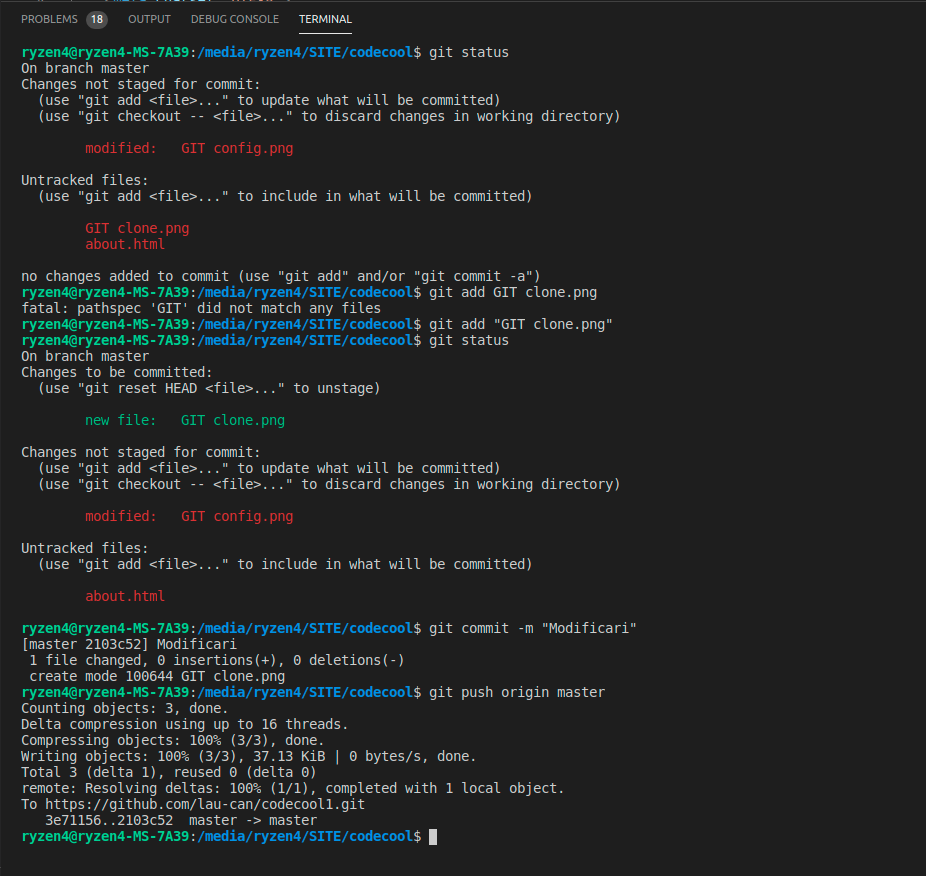 PROBLEMS 18 OUTPUT DEBUG CONSOLE TERMINAL
ryzen4@ryzen4-MS-7A39:/media/ryzen4/SITE/codecool$ git status
On branch master
Changes not staged for commit:
  (use "git add <file>..." to update what will be committed)
  (use "git checkout -- <file>..." to discard changes in working directory)

        modified:   GIT config.png

Untracked files:
  (use "git add <file>..." to include in what will be committed)

        GIT clone.png
        about.html

no changes added to commit (use "git add" and/or "git commit -a")
ryzen4@ryzen4-MS-7A39:/media/ryzen4/SITE/codecool$ git add GIT clone.png
fatal: pathspec 'GIT' did not match any files
ryzen4@ryzen4-MS-7A39:/media/ryzen4/SITE/codecool$ git add "GIT clone.png"
ryzen4@ryzen4-MS-7A39:/media/ryzen4/SITE/codecool$ git status
On branch master
Changes to be committed:
  (use "git reset HEAD <file>..." to unstage)

        new file:   GIT clone.png

Changes not staged for commit:
  (use "git add <file>..." to update what will be committed)
  (use "git checkout -- <file>..." to discard changes in working directory)

        modified:   GIT config.png

Untracked files:
  (use "git add <file>..." to include in what will be committed)

        about.html

ryzen4@ryzen4-MS-7A39:/media/ryzen4/SITE/codecool$ git commit -m "Modificari"
[master 2103c52] Modificari
 1 file changed, 0 insertions(+), 0 deletions(-)
 create mode 100644 GIT clone.png
ryzen4@ryzen4-MS-7A39:/media/ryzen4/SITE/codecool$ git push origin master
Counting objects: 3, done.
Delta compression using up to 16 threads.
Compressing objects: 100% (3/3), done.
Writing objects: 100% (3/3), 37.13 KiB | 0 bytes/s, done.
Total 3 (delta 1), reused 0 (delta 0)
remote: Resolving deltas: 100% (1/1), completed with 1 local object.
To https://github.com/lau-can/codecool1.git
   3e71156..2103c52  master -> master
ryzen4@ryzen4-MS-7A39:/media/ryzen4/SITE/codecool$